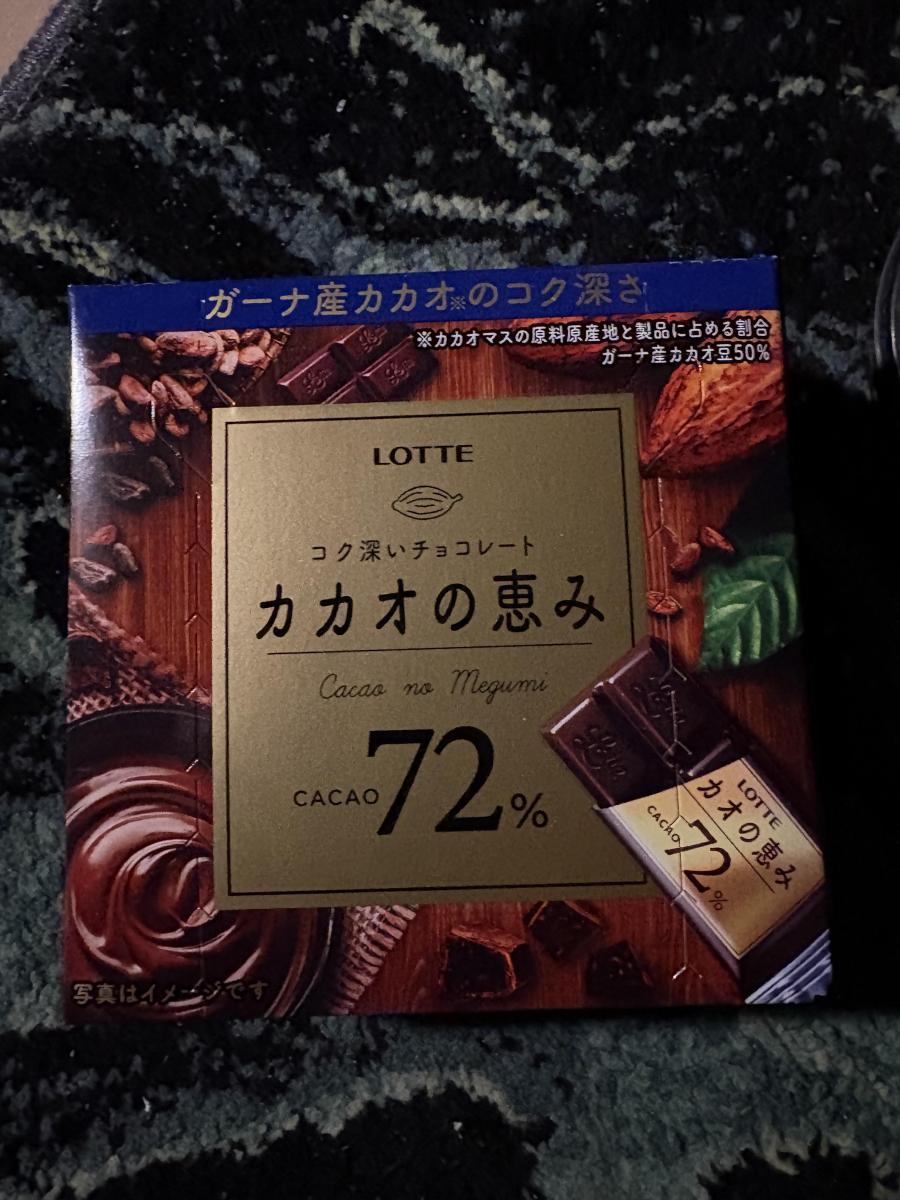 ガーナ産カカオ※のコク深さ
※カカオマスの原料原産地と製品に占める割合
ガーナ産カカオ豆50%
LOTTE
コク深いチョコレート
カカオの恵み
Cacao no Megumi
CACAO 72%
LOTTE
カカオの恵み
CACAO 72%
写真はイメージです